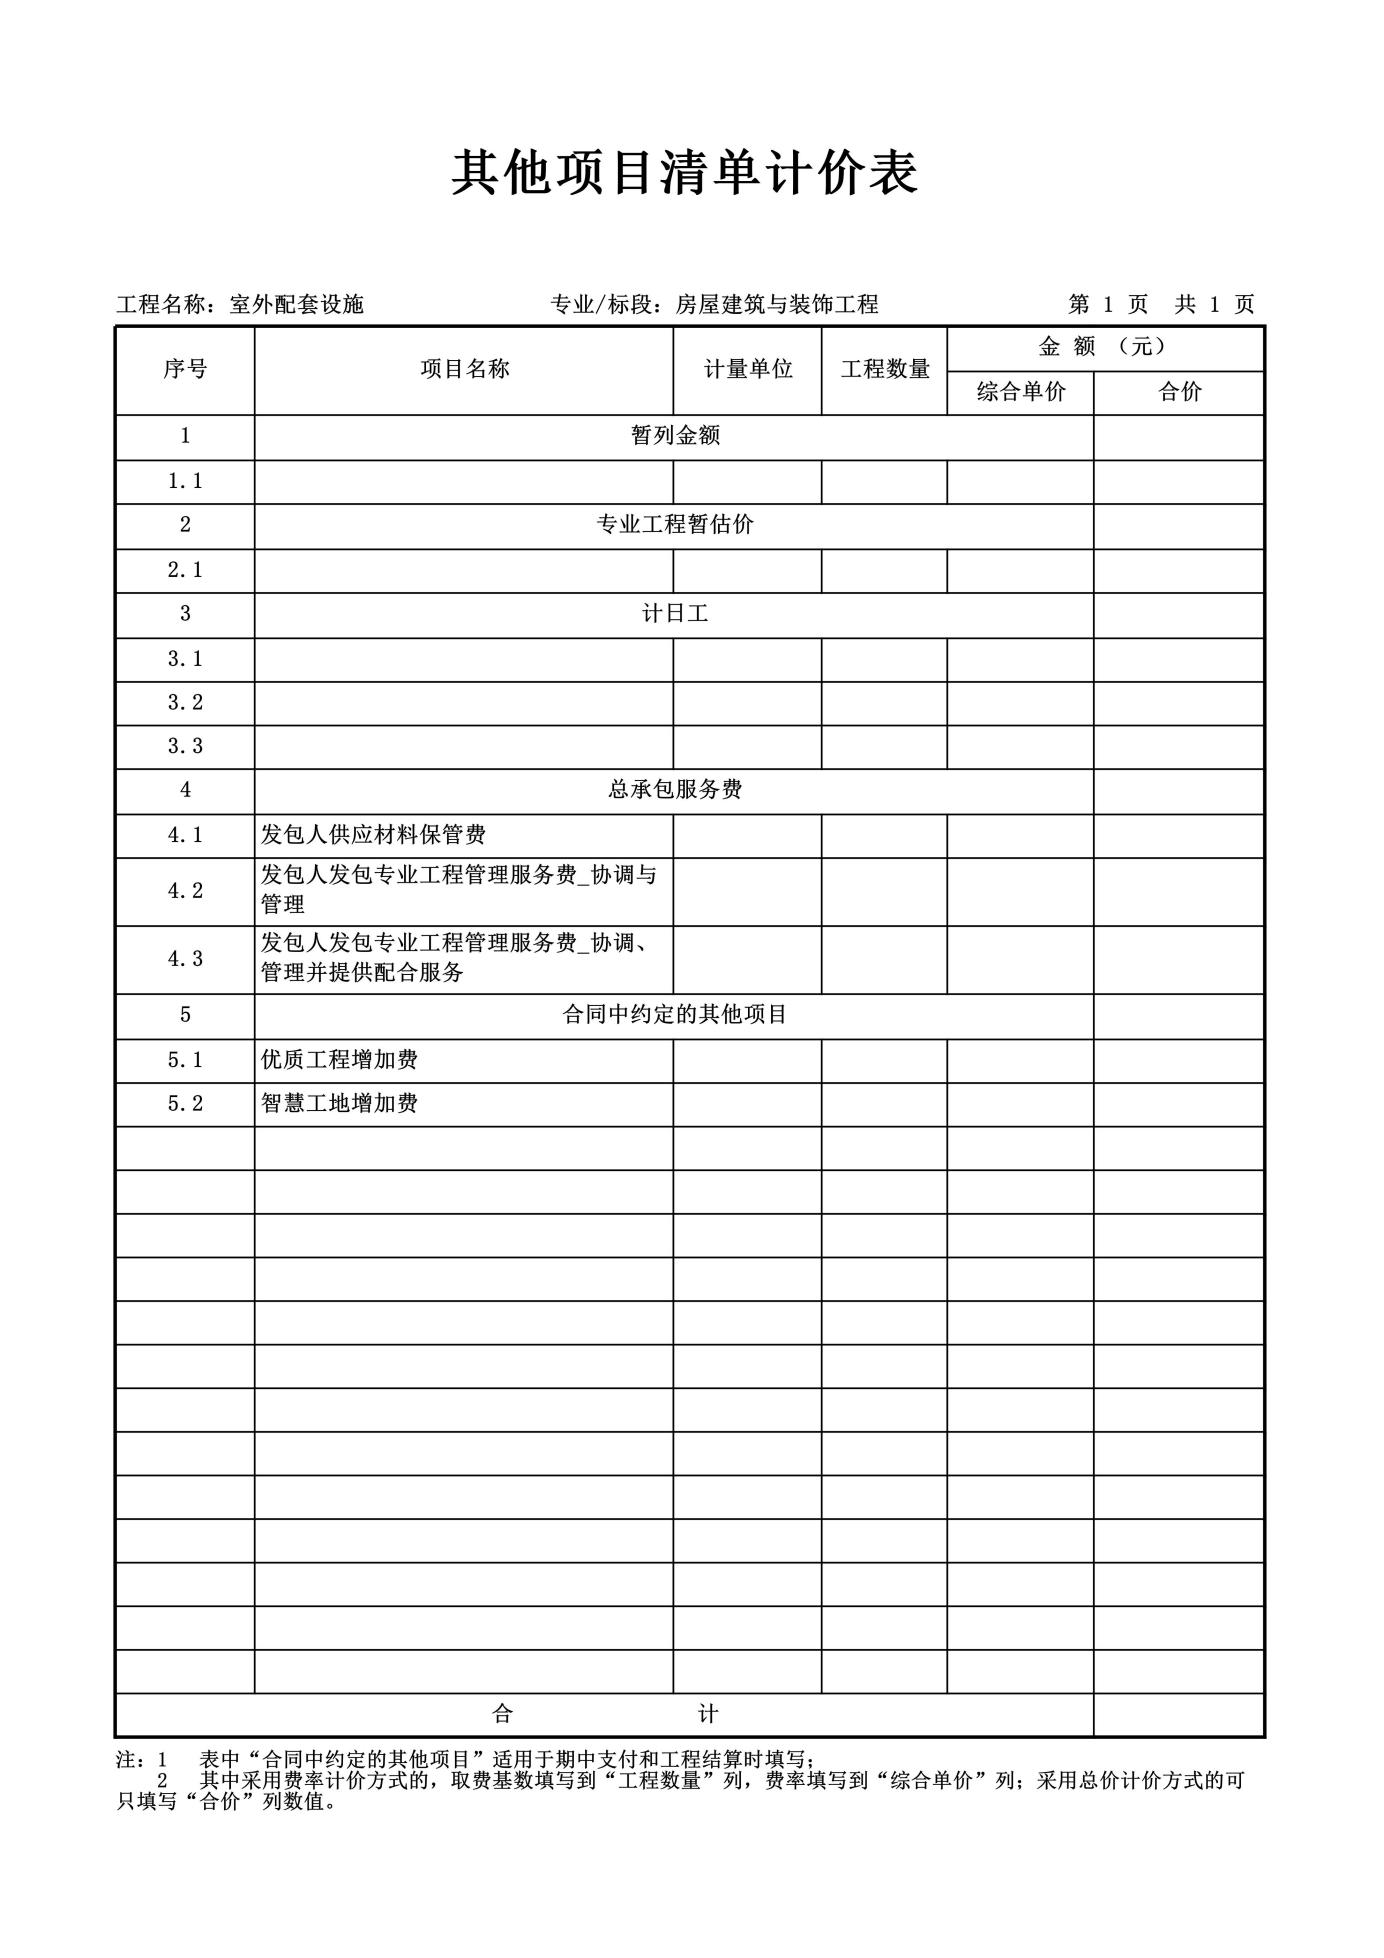 其他项目清单计价表
工程名称：室外配套设施 专业/标段：房屋建筑与装饰工程 第 1 页 共 1 页
序号 项目名称 计量单位 工程数量 金 额 （元）
综合单价 合价
1 暂列金额
1.1
2 专业工程暂估价
2.1
3 计日工
3.1
3.2
3.3
4 总承包服务费
4.1 发包人供应材料保管费
4.2 发包人发包专业工程管理服务费_协调与
管理
4.3 发包人发包专业工程管理服务费_协调、
管理并提供配合服务
5 合同中约定的其他项目
5.1 优质工程增加费
5.2 智慧工地增加费
合 计
注：1 表中“合同中约定的其他项目”适用于期中支付和工程结算时填写；
2 其中采用费率计价方式的，取费基数填写到“工程数量”列，费率填写到“综合单价”列；采用总价计价方式的可
只填写“合价”列数值。